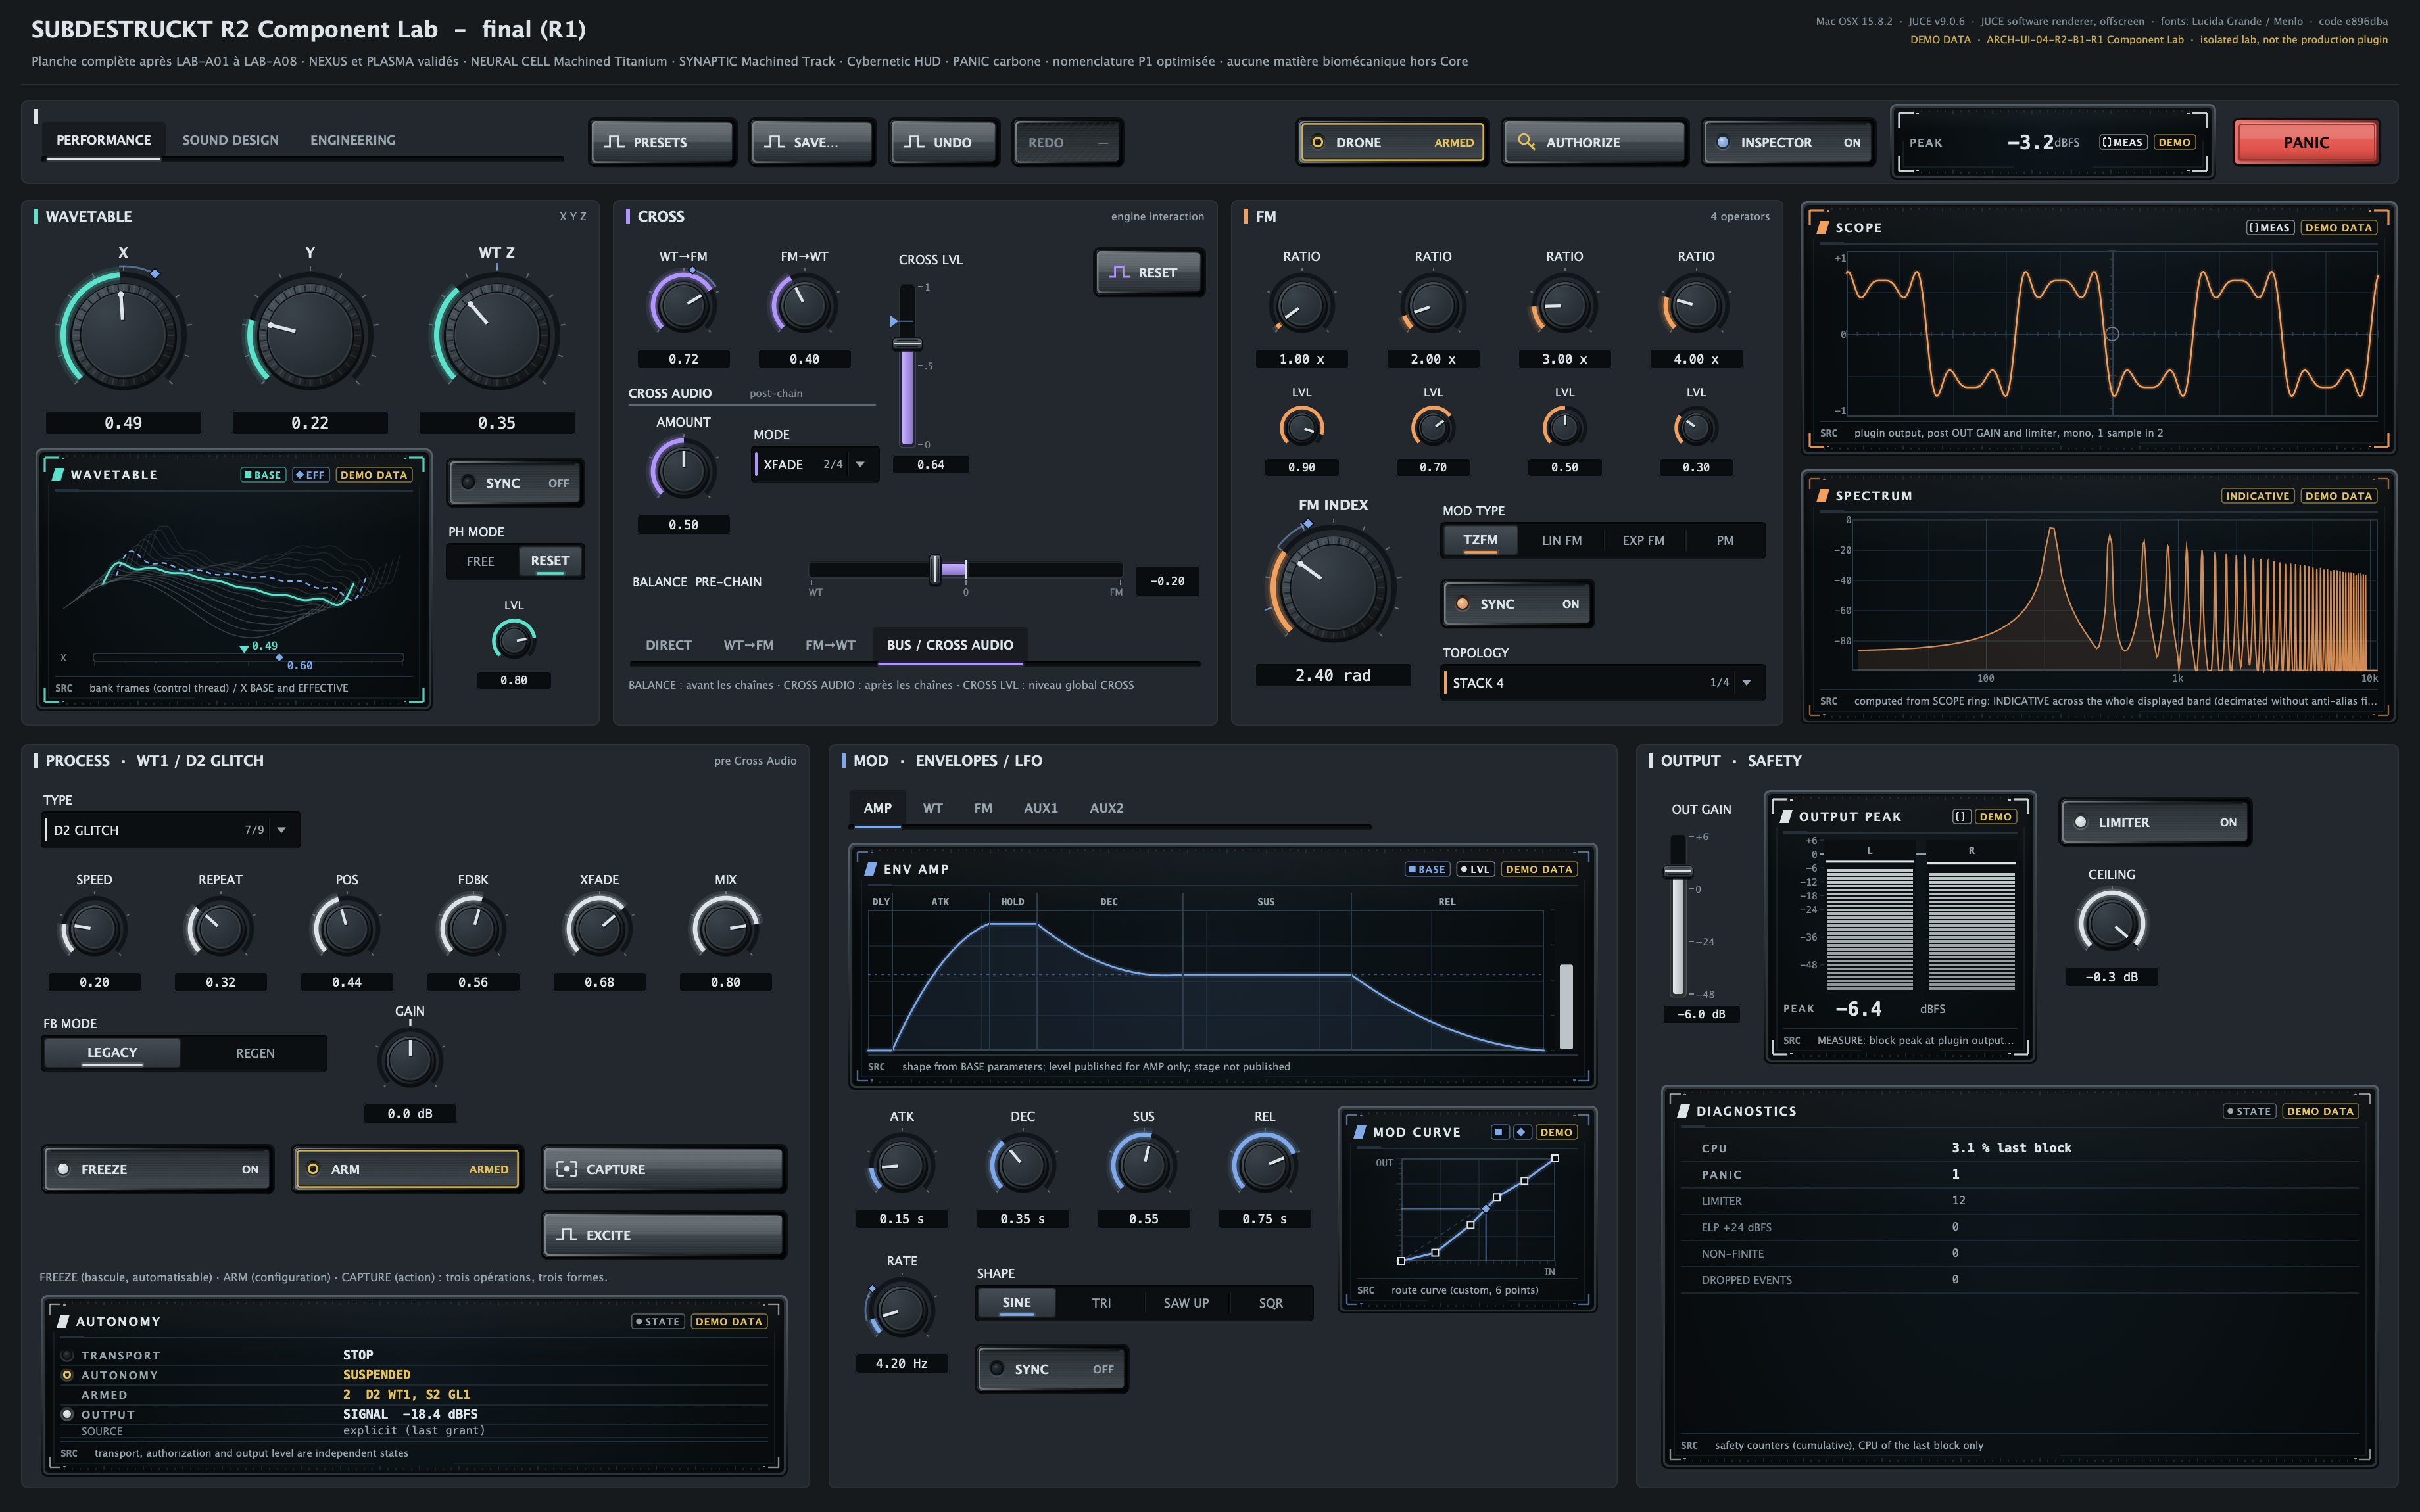 SUBDESTRUCKT R2 Component Lab – final (R1)
Mac OSX 15.8.2 · JUCE v9.0.6 · JUCE software renderer, offscreen · fonts: Lucida Grande / Menlo · code e896dba
DEMO DATA · ARCH-UI-04-R2-B1-R1 Component Lab · isolated lab, not the production plugin
Planche complète après LAB-A01 à LAB-A08 · NEXUS et PLASMA validés · NEURAL CELL Machined Titanium · SYNAPTIC Machined Track · Cybernetic HUD · PANIC carbone · nomenclature P1 optimisée · aucune matière biomécanique hors Core
PERFORMANCE SOUND DESIGN ENGINEERING
PRESETS SAVE... UNDO REDO —
DRONE ARMED AUTHORIZE INSPECTOR ON
PEAK −3.2 dBFS [] MEAS DEMO PANIC
WAVETABLE X Y Z
X Y WT Z
0.49 0.22 0.35
WAVETABLE BASE EFF DEMO DATA
0.49
X
0.60
SRC bank frames (control thread) / X BASE and EFFECTIVE
SYNC OFF
PH MODE
FREE RESET
LVL
0.80
CROSS engine interaction
WT→FM FM→WT CROSS LVL
RESET
1
.5
0
0.72 0.40
CROSS AUDIO post-chain
AMOUNT
MODE
XFADE 2/4
0.64
0.50
BALANCE PRE-CHAIN
WT 0 FM
−0.20
DIRECT WT→FM FM→WT BUS / CROSS AUDIO
BALANCE : avant les chaînes · CROSS AUDIO : après les chaînes · CROSS LVL : niveau global CROSS
FM 4 operators
RATIO RATIO RATIO RATIO
1.00 x 2.00 x 3.00 x 4.00 x
LVL LVL LVL LVL
0.90 0.70 0.50 0.30
FM INDEX
2.40 rad
MOD TYPE
TZFM LIN FM EXP FM PM
SYNC ON
TOPOLOGY
STACK 4 1/4
SCOPE [] MEAS DEMO DATA
+1
0
−1
SRC plugin output, post OUT GAIN and limiter, mono, 1 sample in 2
SPECTRUM INDICATIVE DEMO DATA
0
−20
−40
−60
−80
100 1k 10k
SRC computed from SCOPE ring: INDICATIVE across the whole displayed band (decimated without anti-alias fi...
PROCESS · WT1 / D2 GLITCH pre Cross Audio
TYPE
D2 GLITCH 7/9
SPEED REPEAT POS FDBK XFADE MIX
0.20 0.32 0.44 0.56 0.68 0.80
FB MODE
LEGACY REGEN
GAIN
0.0 dB
FREEZE ON ARM ARMED CAPTURE
EXCITE
FREEZE (bascule, automatisable) · ARM (configuration) · CAPTURE (action) : trois opérations, trois formes.
AUTONOMY STATE DEMO DATA
TRANSPORT STOP
AUTONOMY SUSPENDED
ARMED 2 D2 WT1, S2 GL1
OUTPUT SIGNAL −18.4 dBFS
SOURCE explicit (last grant)
SRC transport, authorization and output level are independent states
MOD · ENVELOPES / LFO
AMP WT FM AUX1 AUX2
ENV AMP BASE LVL DEMO DATA
DLY ATK HOLD DEC SUS REL
SRC shape from BASE parameters; level published for AMP only; stage not published
ATK DEC SUS REL
0.15 s 0.35 s 0.55 0.75 s
RATE
4.20 Hz
SHAPE
SINE TRI SAW UP SQR
SYNC OFF
MOD CURVE DEMO
OUT
IN
SRC route curve (custom, 6 points)
OUTPUT · SAFETY
OUT GAIN
+6
0
−24
−48
−6.0 dB
OUTPUT PEAK [] DEMO
L R
+6
0
−6
−12
−18
−24
−36
−48
PEAK −6.4 dBFS
SRC MEASURE: block peak at plugin output...
LIMITER ON
CEILING
−0.3 dB
DIAGNOSTICS STATE DEMO DATA
CPU 3.1 % last block
PANIC 1
LIMITER 12
ELP +24 dBFS 0
NON-FINITE 0
DROPPED EVENTS 0
SRC safety counters (cumulative), CPU of the last block only